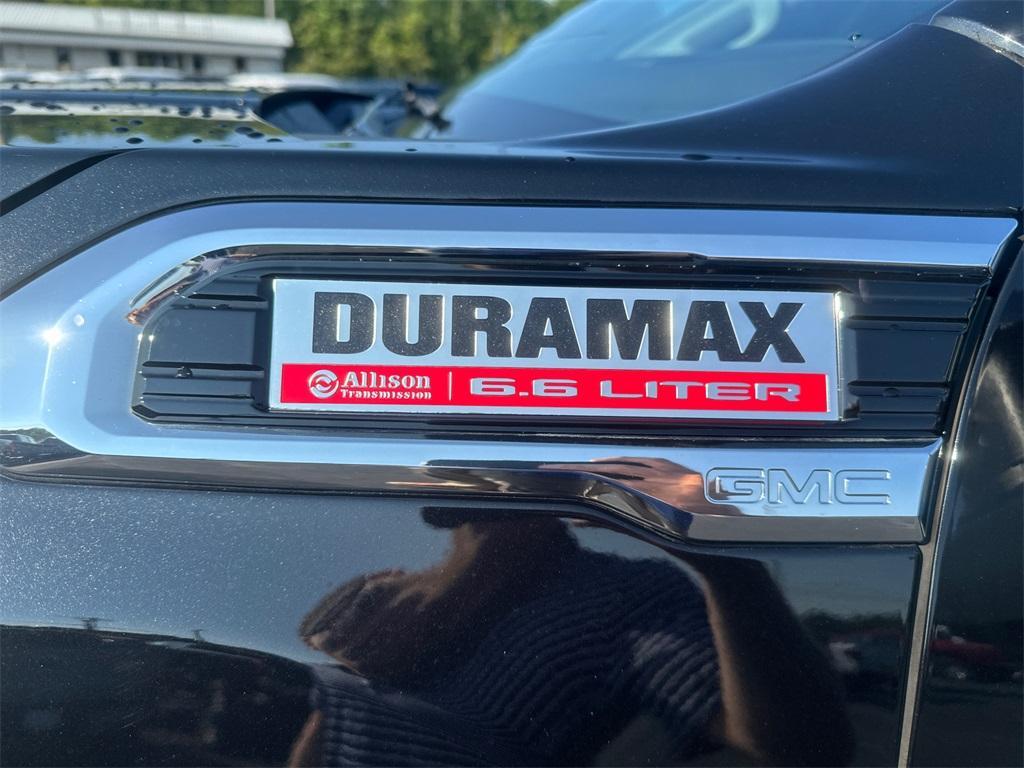 DURAMAX
Allison Transmission | 6.6 LITER
GMC